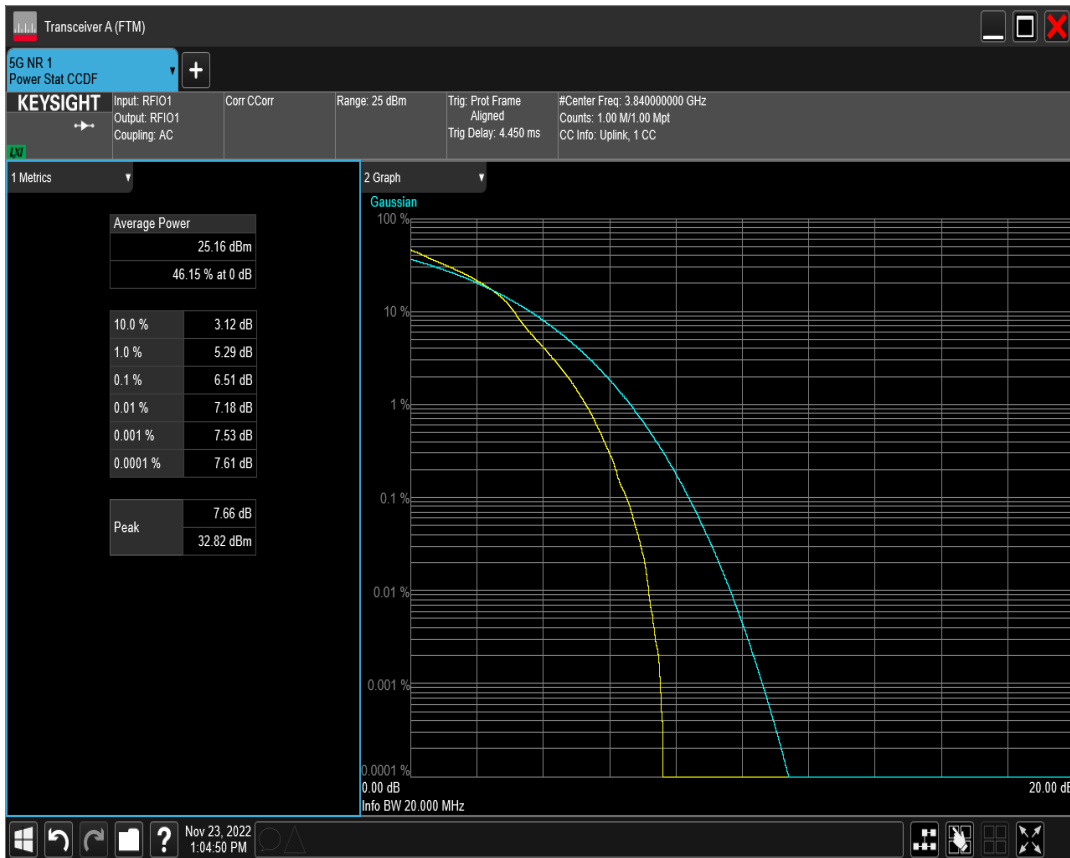 Transceiver A (FTM)
5G NR 1
Power Stat CCDF
+
KEYSIGHT
LXI
Input: RFIO1
Output: RFIO1
Coupling: AC
Corr CCorr
Range: 25 dBm
Trig: Prot Frame
Aligned
Trig Delay: 4.450 ms
#Center Freq: 3.840000000 GHz
Counts: 1.00 M/1.00 Mpt
CC Info: Uplink, 1 CC
1 Metrics
Average Power
25.16 dBm
46.15 % at 0 dB
10.0 % 3.12 dB
1.0 % 5.29 dB
0.1 % 6.51 dB
0.01 % 7.18 dB
0.001 % 7.53 dB
0.0001 % 7.61 dB
Peak
7.66 dB
32.82 dBm
2 Graph
Gaussian
100 %
10 %
1 %
0.1 %
0.01 %
0.001 %
0.0001 %
0.00 dB 20.00 dB
Info BW 20.000 MHz
?
Nov 23, 2022
1:04:50 PM